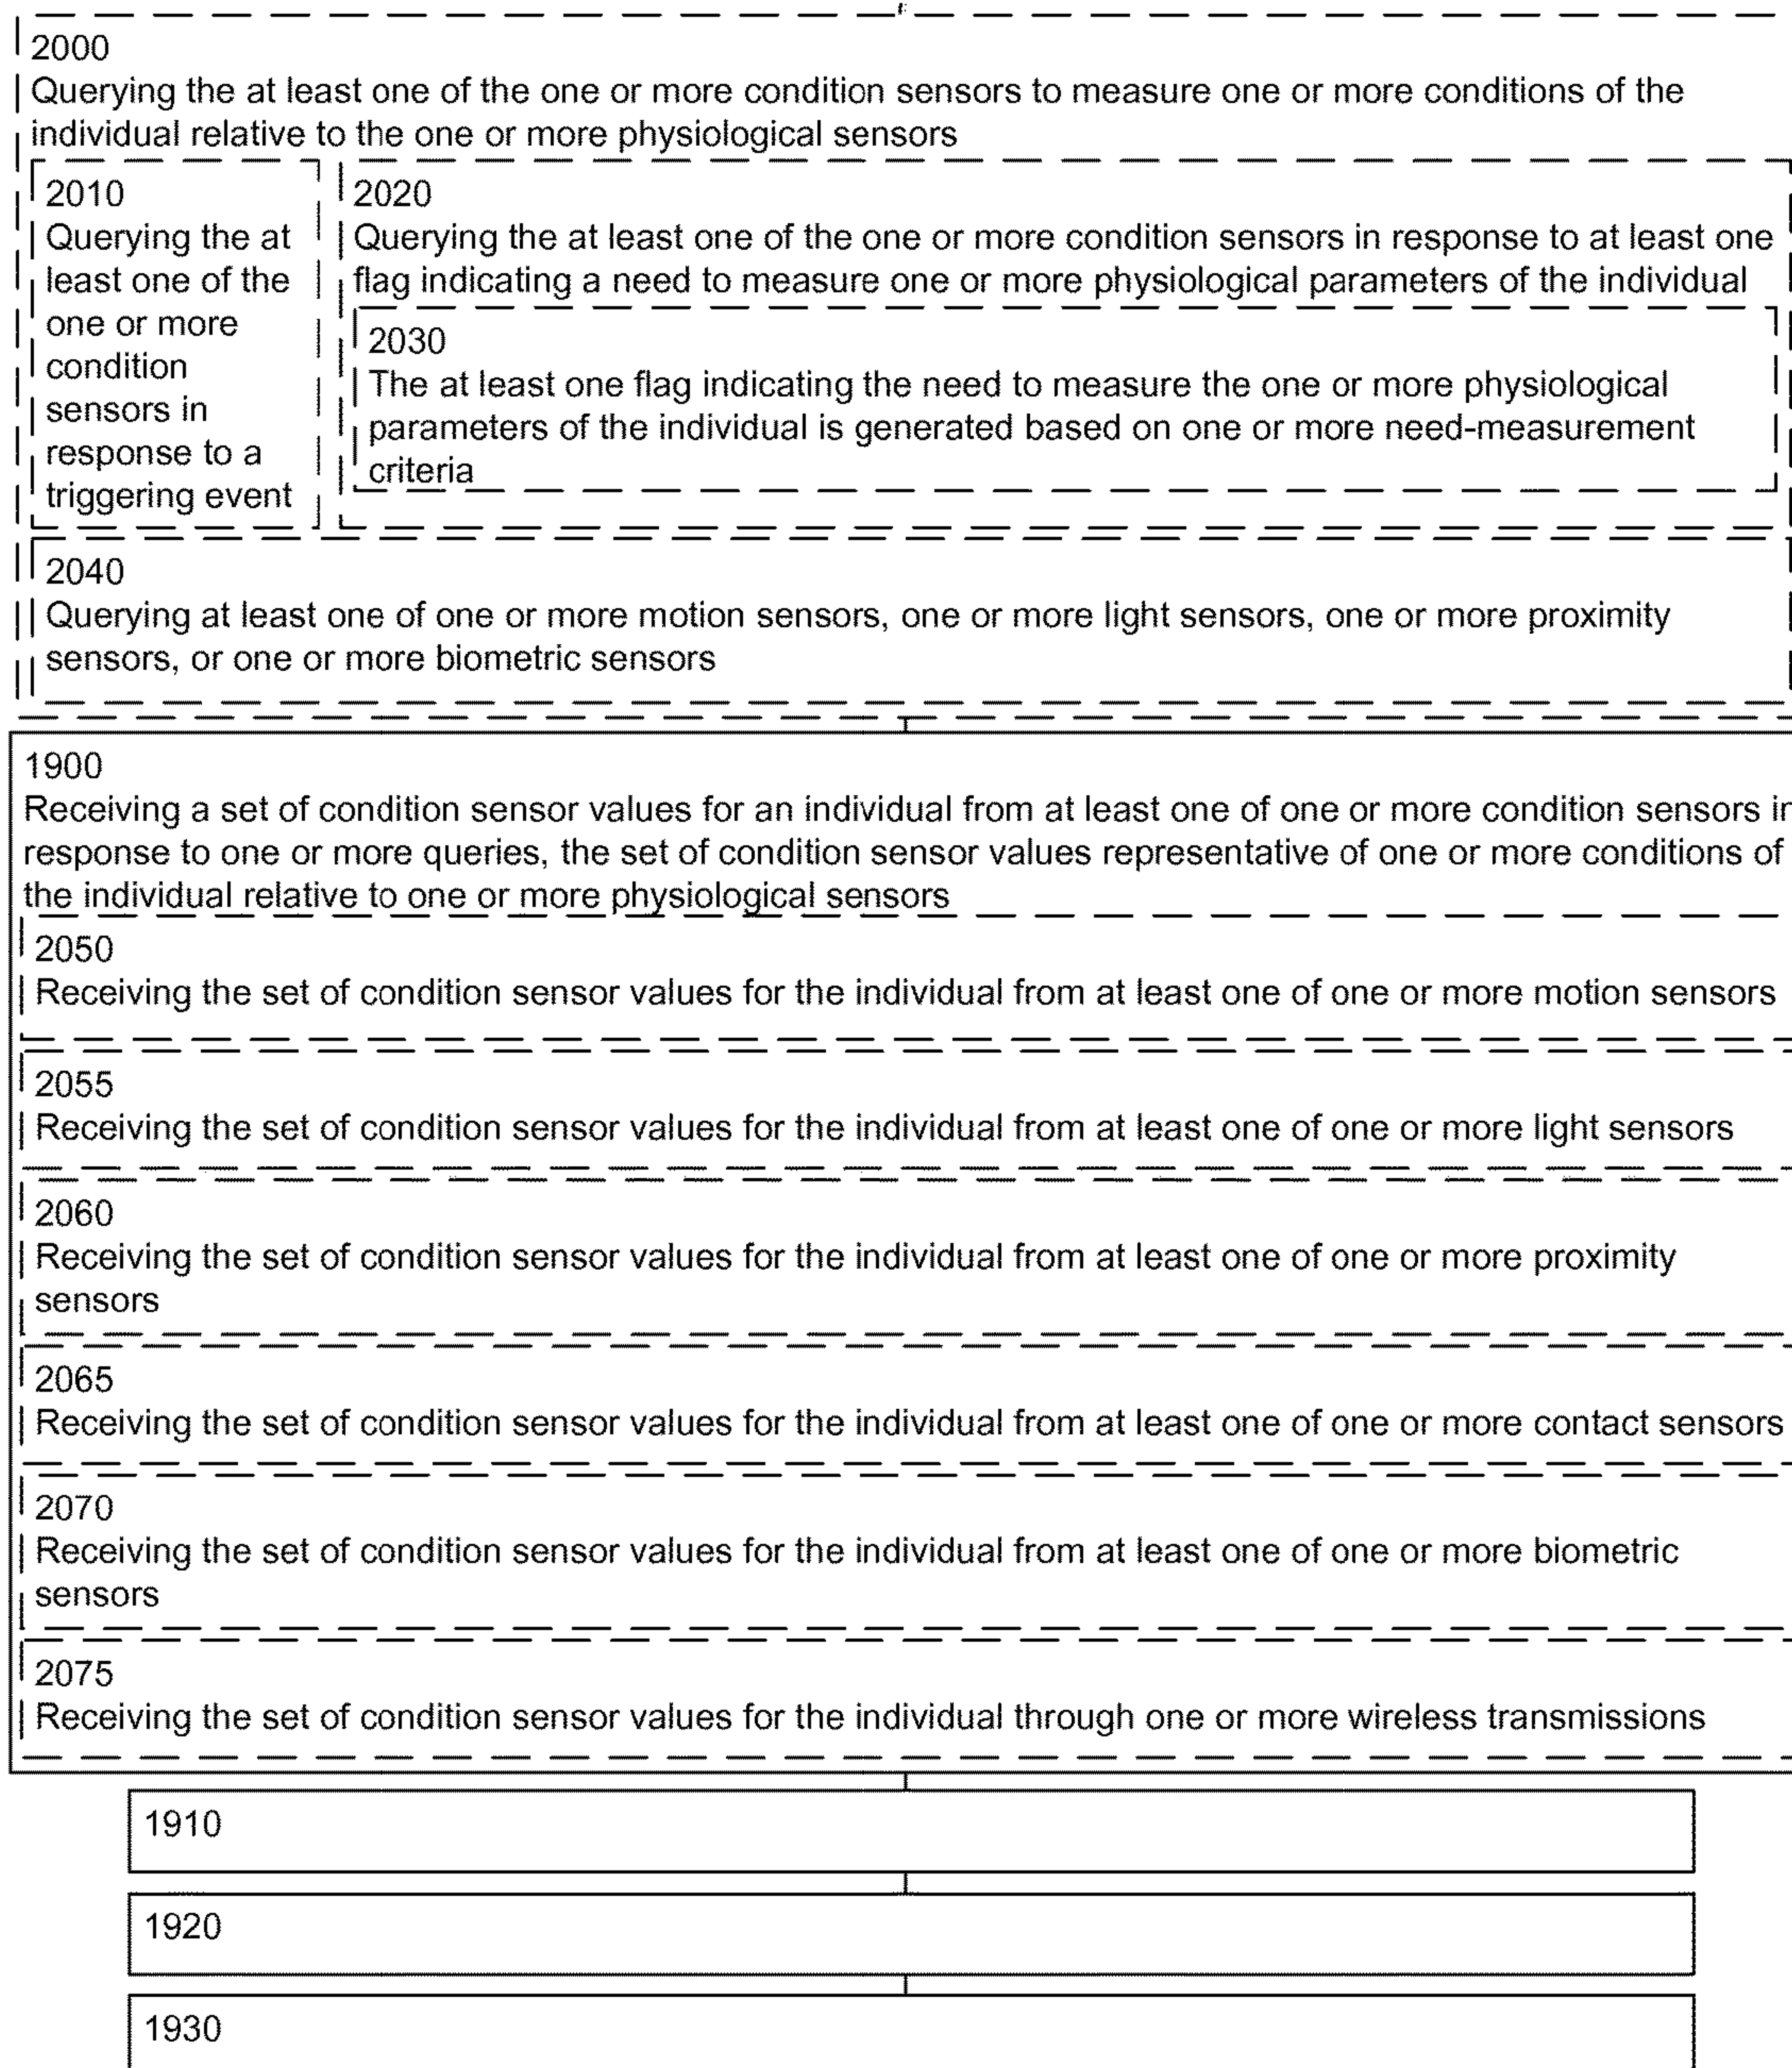 2000
Querying the at least one of the one or more condition sensors to measure one or more conditions of the
individual relative to the one or more physiological sensors
2010
Querying the at
least one of the
one or more
condition
sensors in
response to a
triggering event
2020
Querying the at least one of the one or more condition sensors in response to at least one
flag indicating a need to measure one or more physiological parameters of the individual
2030
The at least one flag indicating the need to measure the one or more physiological
parameters of the individual is generated based on one or more need-measurement
criteria
2040
Querying at least one of one or more motion sensors, one or more light sensors, one or more proximity
sensors, or one or more biometric sensors
1900
Receiving a set of condition sensor values for an individual from at least one of one or more condition sensors in
response to one or more queries, the set of condition sensor values representative of one or more conditions of
the individual relative to one or more physiological sensors
2050
Receiving the set of condition sensor values for the individual from at least one of one or more motion sensors
2055
Receiving the set of condition sensor values for the individual from at least one of one or more light sensors
2060
Receiving the set of condition sensor values for the individual from at least one of one or more proximity
sensors
2065
Receiving the set of condition sensor values for the individual from at least one of one or more contact sensors
2070
Receiving the set of condition sensor values for the individual from at least one of one or more biometric
sensors
2075
Receiving the set of condition sensor values for the individual through one or more wireless transmissions
1910
1920
1930